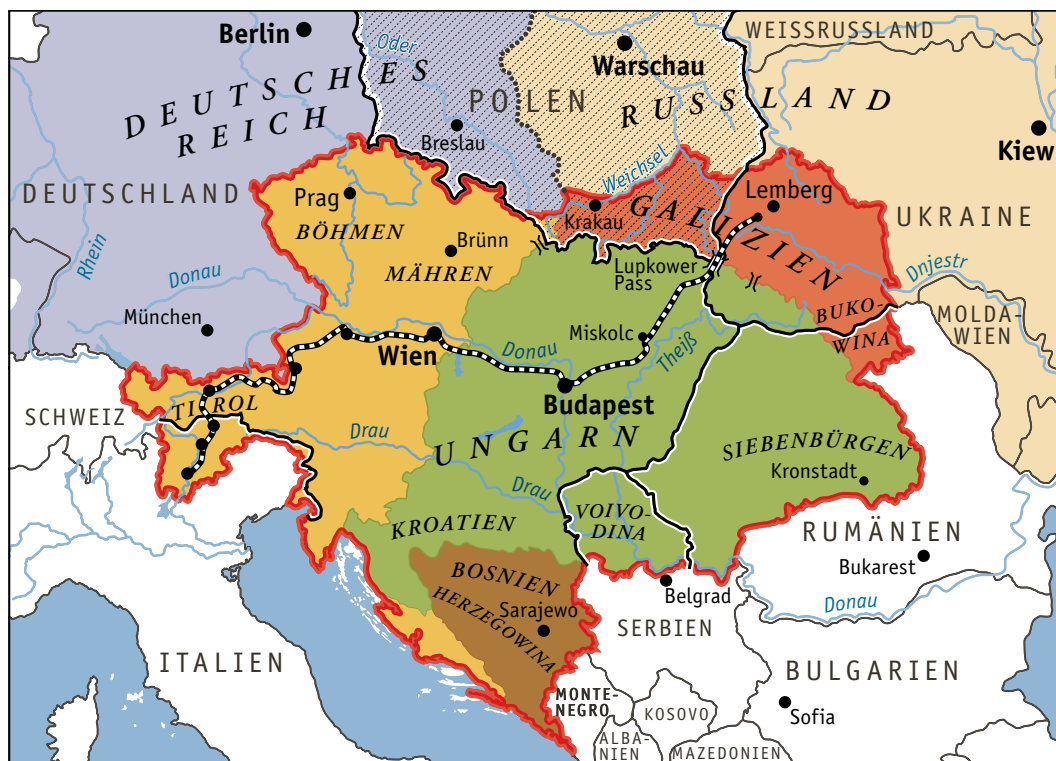 Berlin
Oder
WEISSRUSSLAND
Warschau
DEUTSCHES
REICH
POLEN
RUSSLAND
Breslau
Kiew
DEUTSCHLAND
Weichsel
Prag
Lemberg
Krakau
GALIZIEN
UKRAINE
BÖHMEN
Brünn
Rhein
MÄHREN
Donau
Lupkower
Pass
Dnjestr
München
BUKO-
WINA
MOLDA-
WIEN
Miskolc
Wien
Donau
Theiß
TIROL
Budapest
SCHWEIZ
Drau
UNGARN
SIEBENBÜRGEN
Kronstadt
Drau
VOIVO-
DINA
KROATIEN
RUMÄNIEN
BOSNIEN
HERZEGOWINA
Bukarest
Belgrad
Donau
Sarajewo
SERBIEN
ITALIEN
BULGARIEN
MONTE-
NEGRO
KOSOVO
Sofia
ALBA-
NIEN
MAZEDONIEN